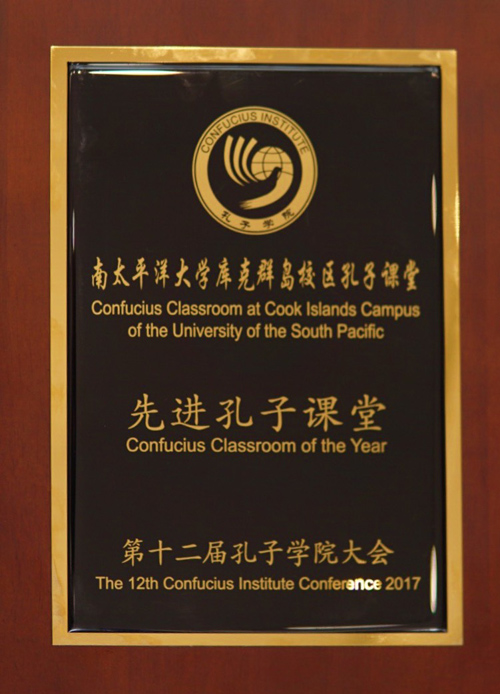 CONFUCIUS INSTITUTE
孔子学院
南太平洋大学库克群岛校区孔子课堂
Confucius Classroom at Cook Islands Campus
of the University of the South Pacific
先进孔子课堂
Confucius Classroom of the Year
第十二届孔子学院大会
The 12th Confucius Institute Conference 2017